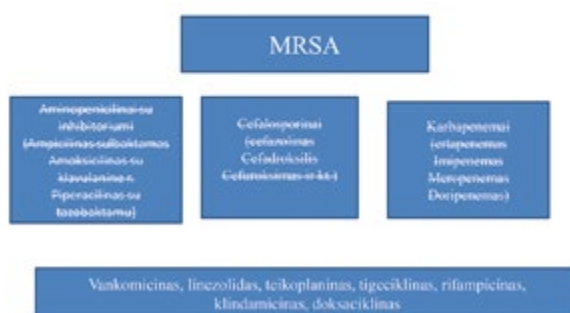 MRSA
Aminopenicilinai su
inhibitoriumi
(Ampicilinas sulbaktamas
Amoksicilinas su
klavulanine r.
Piperacilinas su
tazobaktamu)
Cefalosporinai
(cefazolinas
Cefadroksilis
Cefuroksimas ir kt.)
Karbapenemai
(ertapenemas
Imipenemas
Meropenemas
Doripenemas)
Vankomicinas, linezolidas, teikoplaninas, tigeciklinas, rifampicinas,
klindamicinas, doksaciklinas